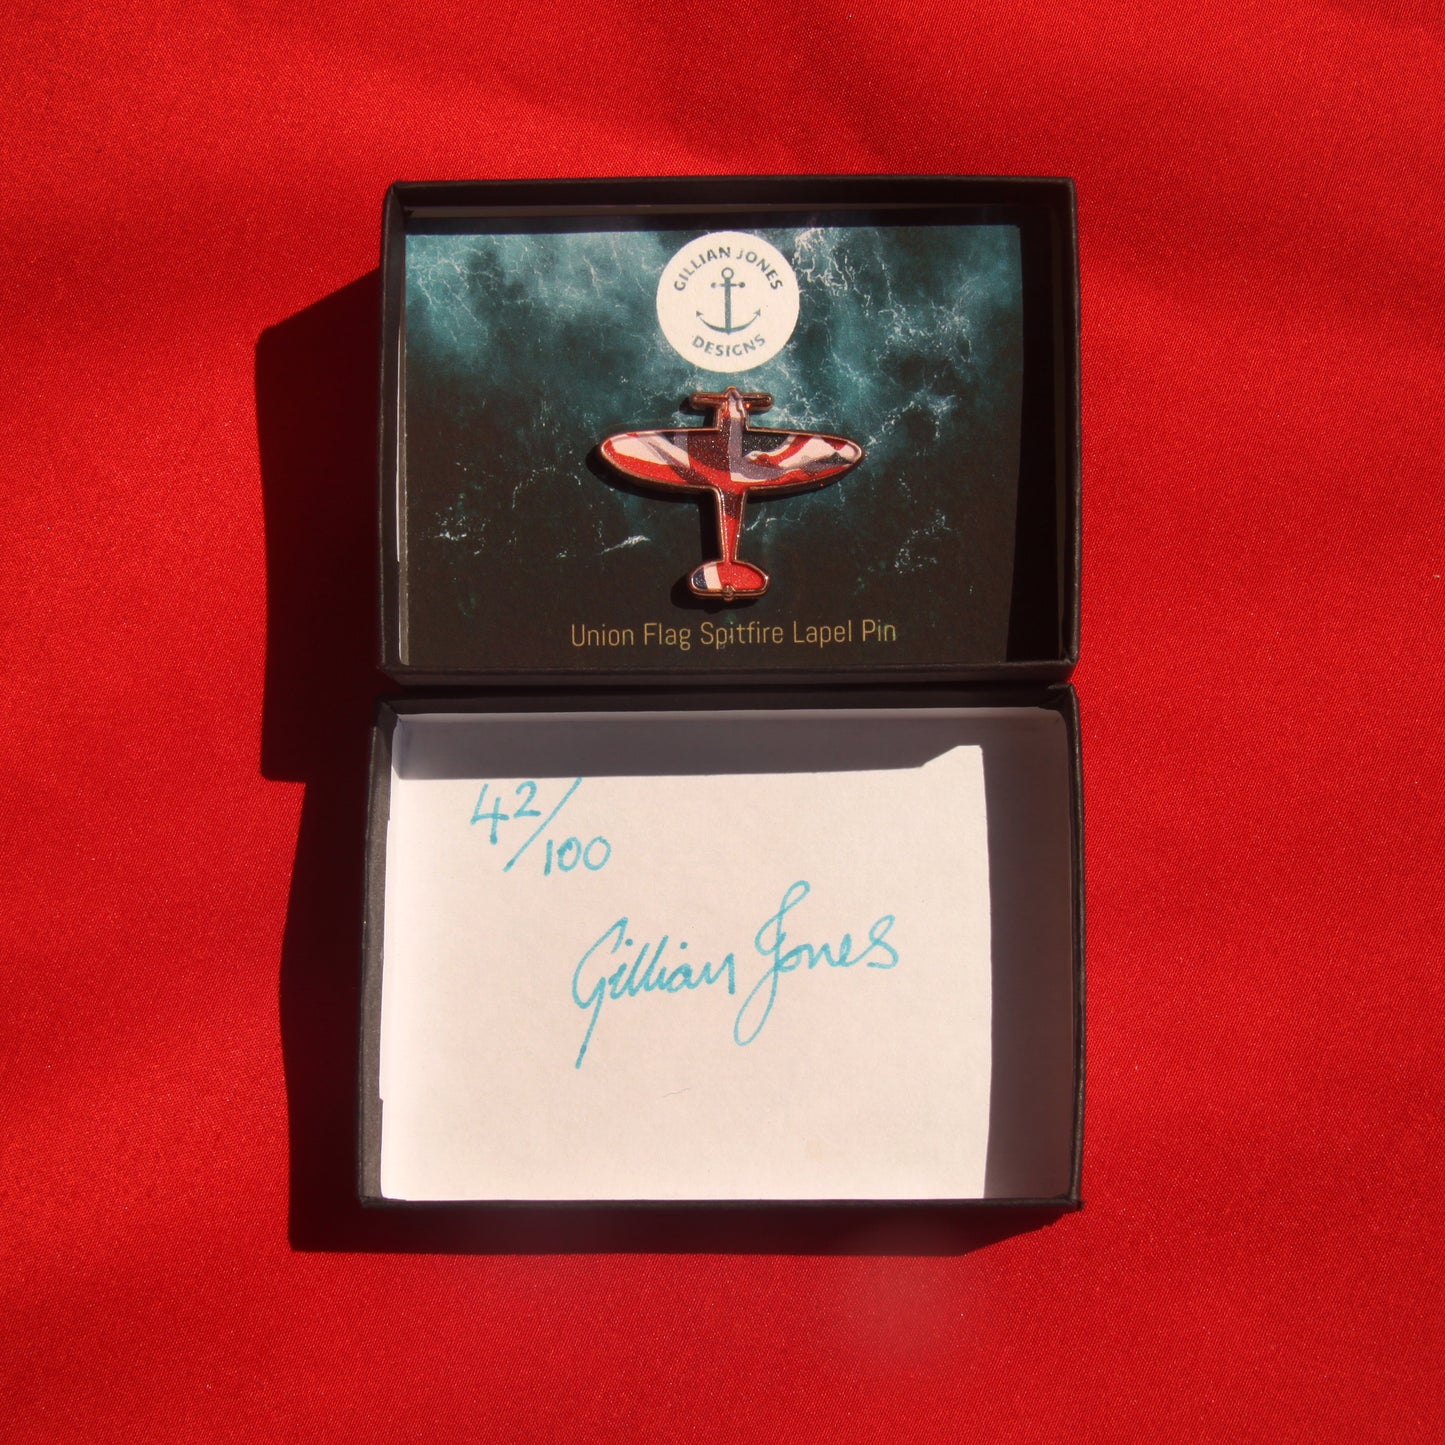 GILLIAN JONES
DESIGNS
Union Flag Spitfire Lapel Pin
42/100
Gillian Jones